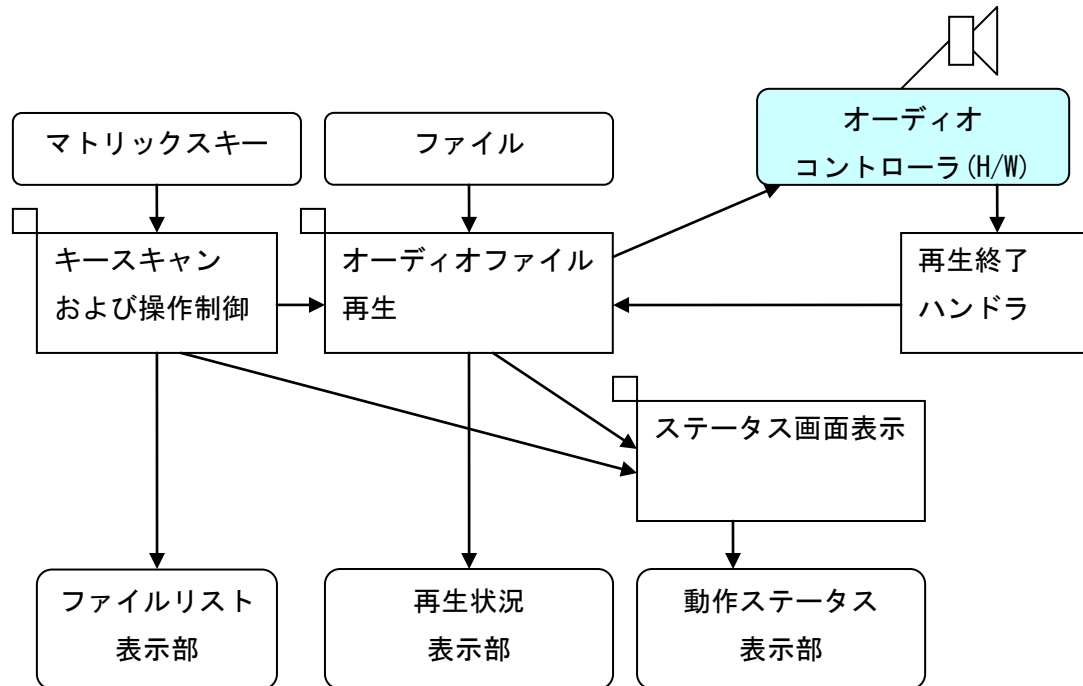 マトリックスキー
ファイル
オーディオ
コントローラ(H/W)
キースキャン
および操作制御
オーディオファイル
再生
再生終了
ハンドラ
ステータス画面表示
ファイルリスト
表示部
再生状況
表示部
動作ステータス
表示部